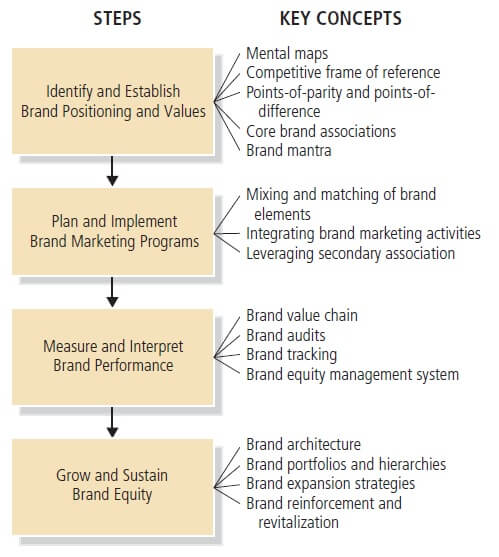 STEPS
KEY CONCEPTS
Identify and Establish
Brand Positioning and Values
Mental maps
Competitive frame of reference
Points-of-parity and points-of-
difference
Core brand associations
Brand mantra
Plan and Implement
Brand Marketing Programs
Mixing and matching of brand
elements
Integrating brand marketing activities
Leveraging secondary association
Measure and Interpret
Brand Performance
Brand value chain
Brand audits
Brand tracking
Brand equity management system
Grow and Sustain
Brand Equity
Brand architecture
Brand portfolios and hierarchies
Brand expansion strategies
Brand reinforcement and
revitalization